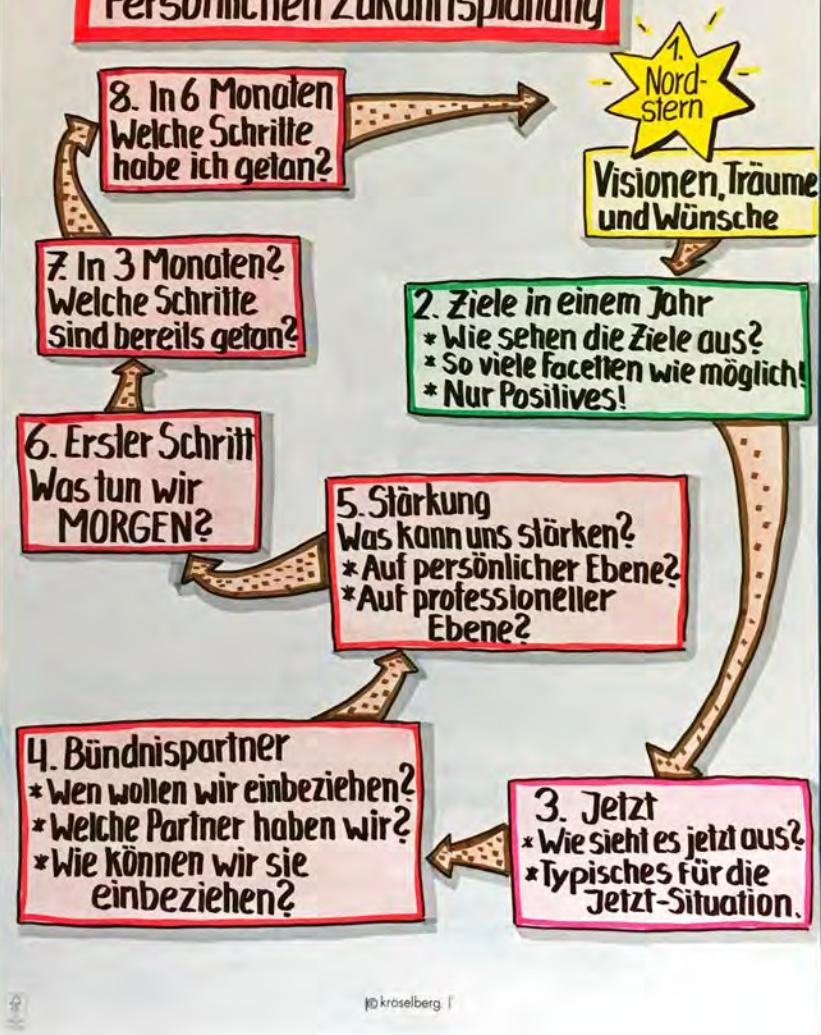 Persönlichen Zukunftsplanung
1.
Nord-
stern
Visionen, Träume
und Wünsche
2. Ziele in einem Jahr
* Wie sehen die Ziele aus?
* So viele Facetten wie möglich!
* Nur Positives!
3. Jetzt
* Wie sieht es jetzt aus?
* Typisches für die
Jetzt-Situation.
4. Bündnispartner
* Wen wollen wir einbeziehen?
* Welche Partner haben wir?
* Wie können wir sie
einbeziehen?
5. Stärkung
Was kann uns stärken?
* Auf persönlicher Ebene?
* Auf professioneller
Ebene?
6. Erster Schritt
Was tun wir
MORGEN?
7. In 3 Monaten?
Welche Schritte
sind bereits getan?
8. In 6 Monaten
Welche Schritte
habe ich getan?
© kroselberg.